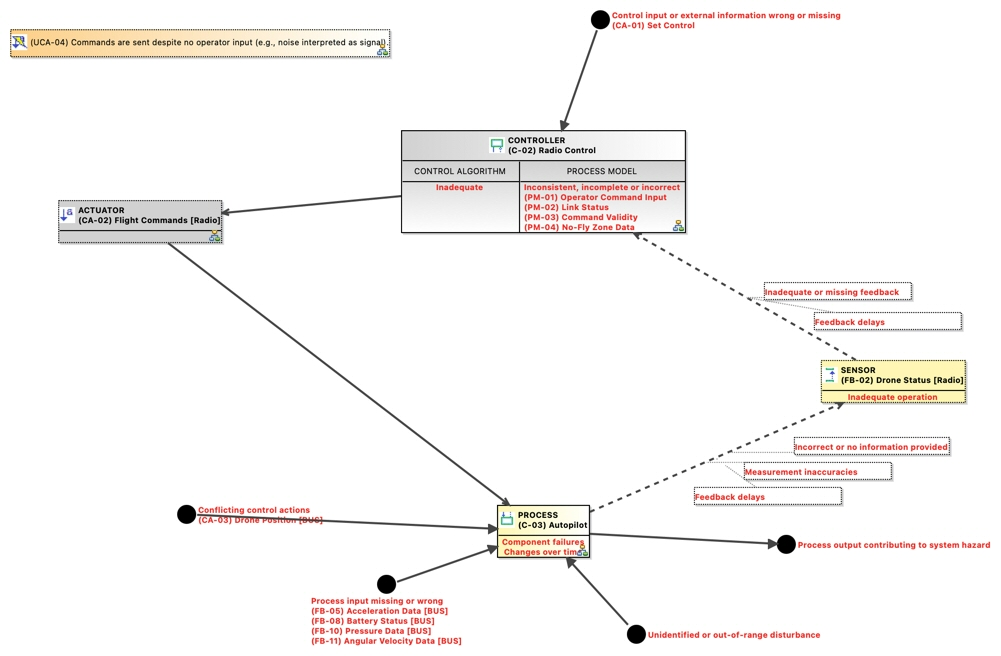 Control input or external information wrong or missing
(CA-01) Set Control
(UCA-04) Commands are sent despite no operator input (e.g., noise interpreted as signal)
CONTROLLER
(C-02) Radio Control
CONTROL ALGORITHM
PROCESS MODEL
Inadequate
Inconsistent, incomplete or incorrect
(PM-01) Operator Command Input
(PM-02) Link Status
(PM-03) Command Validity
(PM-04) No-Fly Zone Data
ACTUATOR
(CA-02) Flight Commands [Radio]
Inadequate or missing feedback
Feedback delays
SENSOR
(FB-02) Drone Status [Radio]
Inadequate operation
Incorrect or no information provided
Measurement inaccuracies
Feedback delays
Conflicting control actions
(CA-03) Drone Position [BUS]
PROCESS
(C-03) Autopilot
Component failures
Changes over time
Process output contributing to system hazard
Process input missing or wrong
(FB-05) Acceleration Data [BUS]
(FB-08) Battery Status [BUS]
(FB-10) Pressure Data [BUS]
(FB-11) Angular Velocity Data [BUS]
Unidentified or out-of-range disturbance